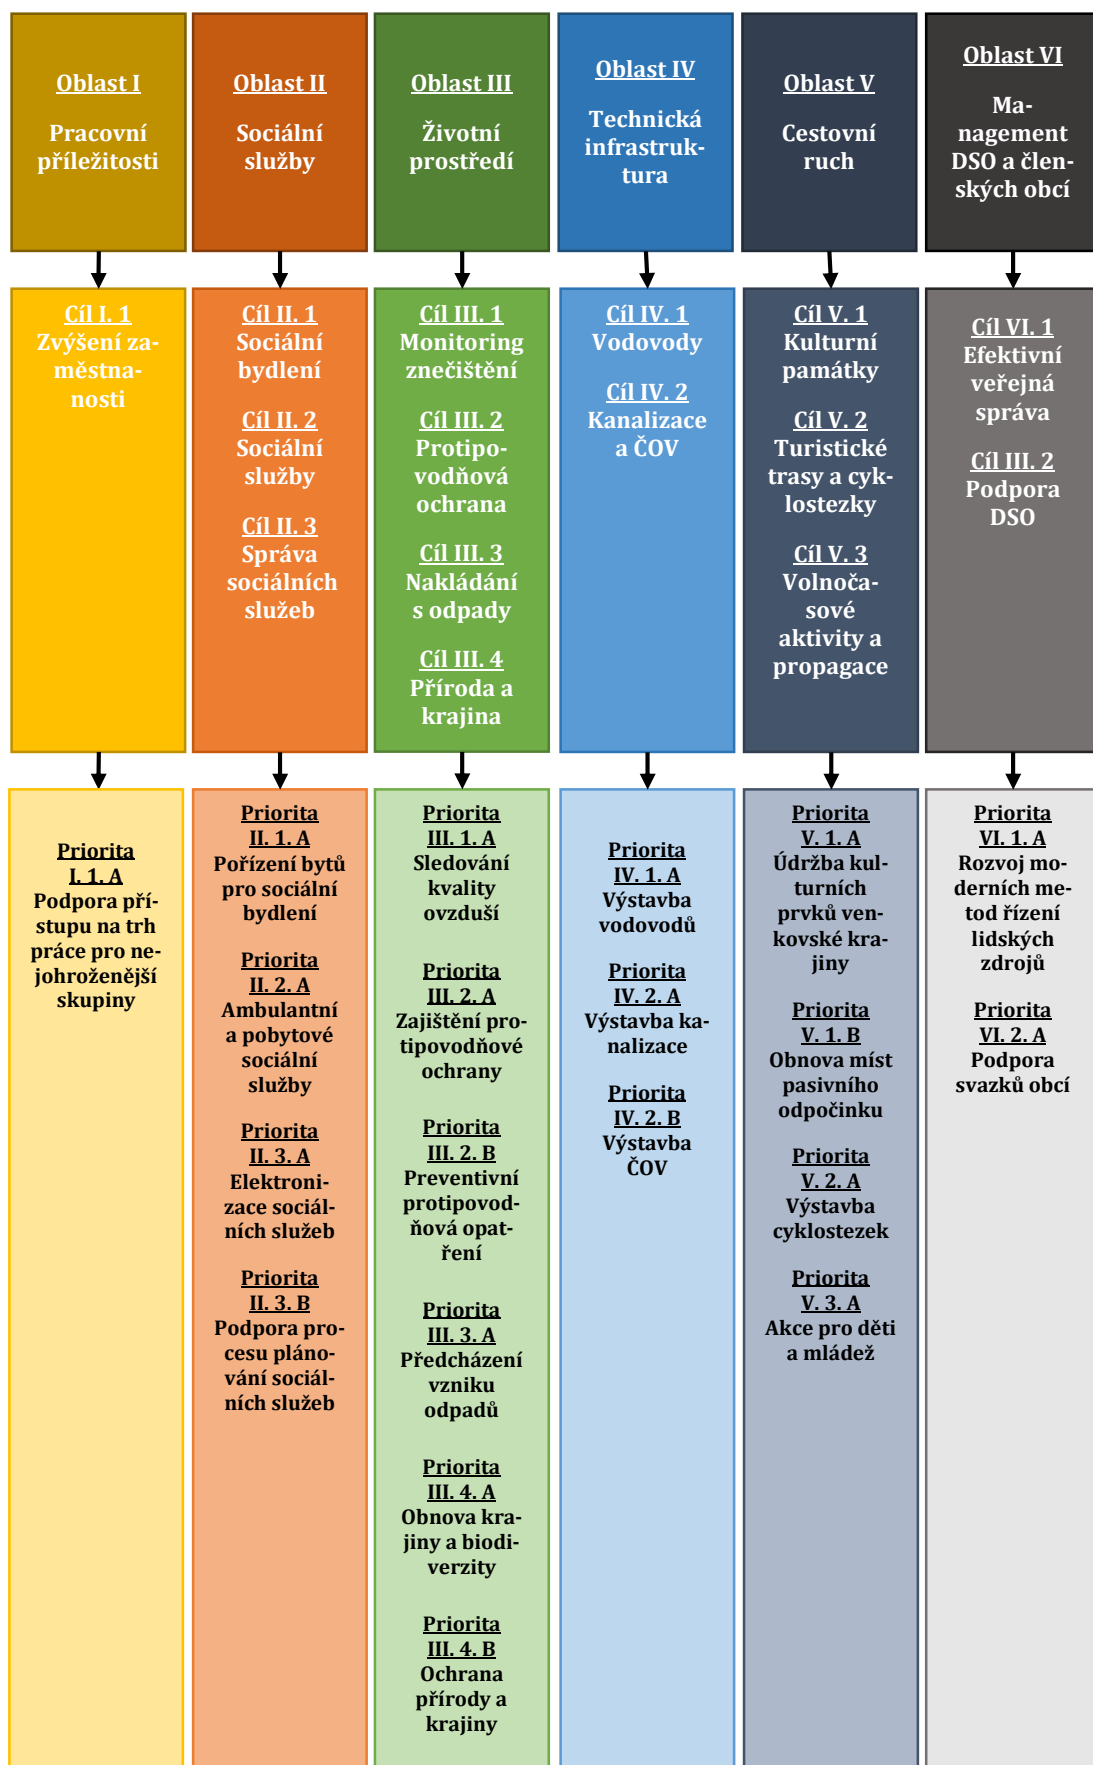 Oblast I
Pracovní
příležitosti
Oblast II
Sociální
služby
Oblast III
Životní
prostředí
Oblast IV
Technická
infrastruk-
tura
Oblast V
Cestovní
ruch
Oblast VI
Ma-
nagement
DSO a člen-
ských obcí
Cíl I. 1
Zvýšení za-
městna-
nosti
Cíl II. 1
Sociální
bydlení
Cíl II. 2
Sociální
služby
Cíl II. 3
Správa
sociálních
služeb
Cíl III. 1
Monitoring
znečištění
Cíl III. 2
Protipo-
vodňová
ochrana
Cíl III. 3
Nakládání
s odpady
Cíl III. 4
Příroda a
krajina
Cíl IV. 1
Vodovody
Cíl IV. 2
Kanalizace
a ČOV
Cíl V. 1
Kulturní
památky
Cíl V. 2
Turistické
trasy a cyk-
lostezky
Cíl V. 3
Volnoča-
sové
aktivity a
propagace
Cíl VI. 1
Efektivní
veřejná
správa
Cíl III. 2
Podpora
DSO
Priorita
I. 1. A
Podpora pří-
stupu na trh
práce pro ne-
johroženější
skupiny
Priorita
II. 1. A
Pořízení bytů
pro sociální
bydlení
Priorita
II. 2. A
Ambulantní
a pobytové
sociální
služby
Priorita
II. 3. A
Elektroni-
zace sociál-
ních služeb
Priorita
II. 3. B
Podpora pro-
cesu pláno-
vání sociál-
ních služeb
Priorita
III. 1. A
Sledování
kvality
ovzduší
Priorita
III. 2. A
Zajištění pro-
tipovodňové
ochrany
Priorita
III. 2. B
Preventivní
protipovod-
ňová opat-
ření
Priorita
III. 3. A
Předcházení
vzniku
odpadů
Priorita
III. 4. A
Obnova kra-
jiny a biodi-
verzity
Priorita
III. 4. B
Ochrana
přírody a
krajiny
Priorita
IV. 1. A
Výstavba
vodovodů
Priorita
IV. 2. A
Výstavba ka-
nalizace
Priorita
IV. 2. B
Výstavba
ČOV
Priorita
V. 1. A
Údržba kul-
turních
prvků ven-
kovské kra-
jiny
Priorita
V. 1. B
Obnova míst
pasivního
odpočinku
Priorita
V. 2. A
Výstavba
cyklostezek
Priorita
V. 3. A
Akce pro děti
a mládež
Priorita
VI. 1. A
Rozvoj mo-
derních me-
tod řízení
lidských
zdrojů
Priorita
VI. 2. A
Podpora
svazků obcí